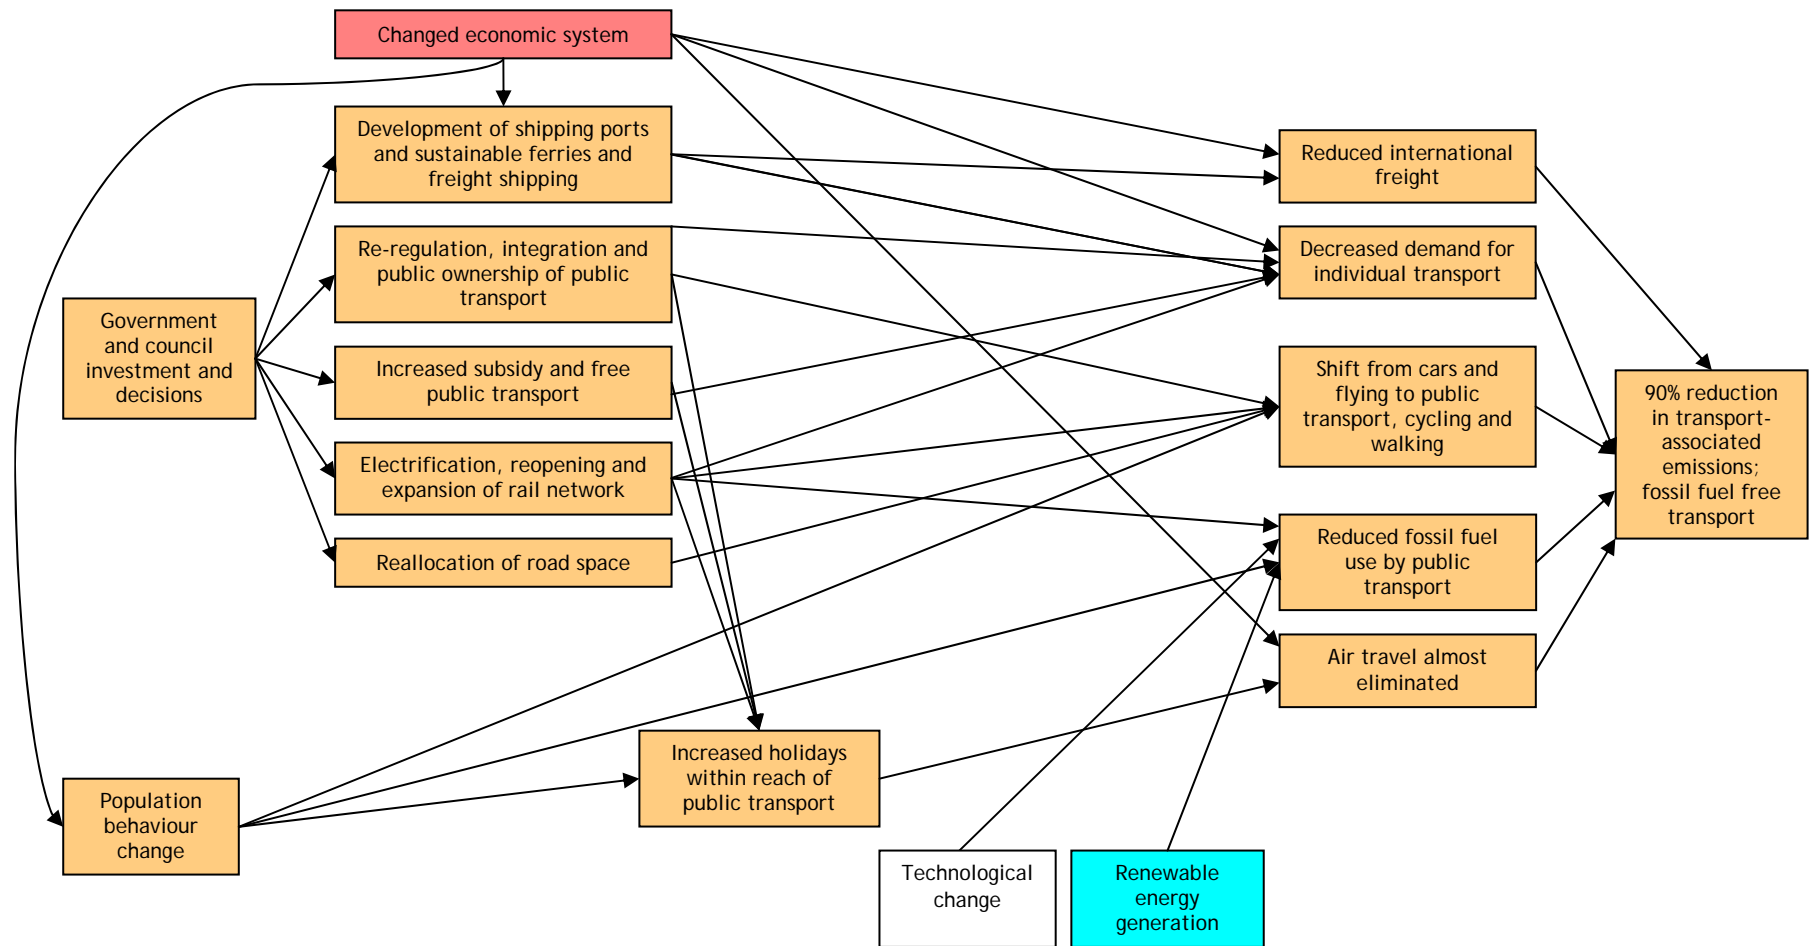 Changed economic system
Development of shipping ports
and sustainable ferries and
freight shipping
Re-regulation, integration and
public ownership of public
transport
Government
and council
investment and
decisions
Increased subsidy and free
public transport
Electrification, reopening and
expansion of rail network
Reallocation of road space
Population
behaviour
change
Increased holidays
within reach of
public transport
Technological
change
Renewable
energy
generation
Reduced international
freight
Decreased demand for
individual transport
Shift from cars and
flying to public
transport, cycling and
walking
Reduced fossil fuel
use by public
transport
Air travel almost
eliminated
90% reduction
in transport-
associated
emissions;
fossil fuel free
transport